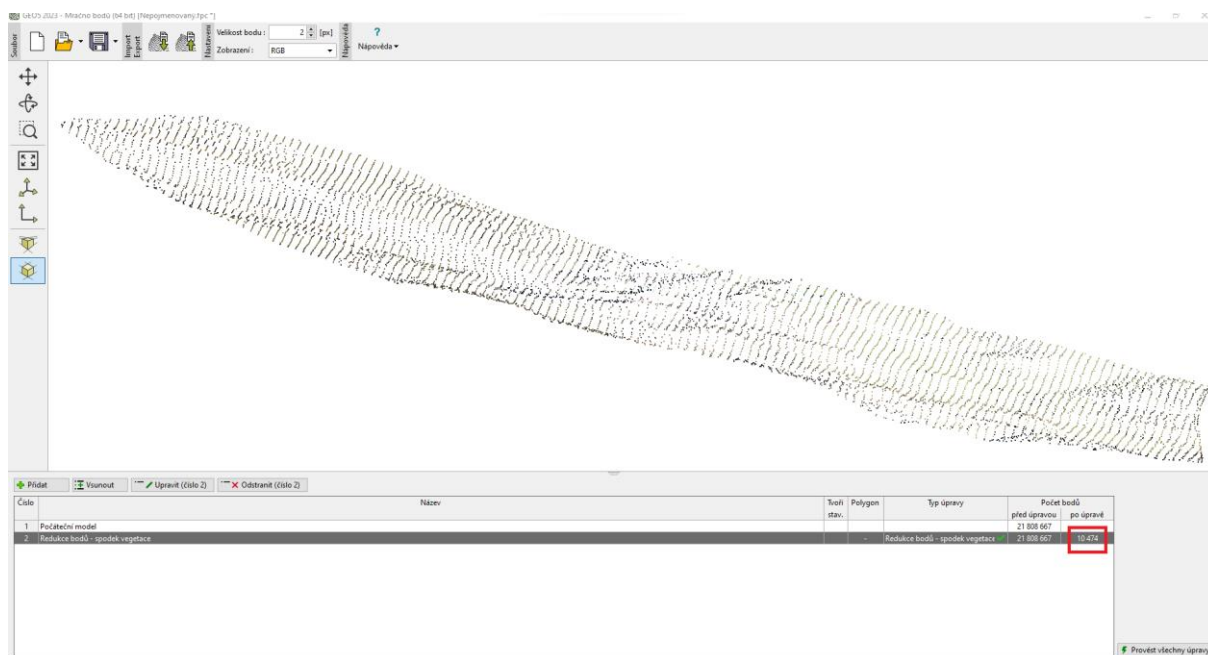 GEO5 2023 - Mračno bodů (64 bit) [Nepojmenovaný.fpc *]
Soubor
Import
Export
Nastavení
Velikost bodu : 2 [px]
Zobrazení : RGB
Nápověda
?
Nápověda
Přidat Vsunout Upravit (číslo 2) Odstranit (číslo 2)
Číslo Název Tvoří stav. Polygon Typ úpravy Počet bodů
před úpravou po úpravě
1 Počáteční model 21 808 667
2 Redukce bodů - spodek vegetace - Redukce bodů - spodek vegetace 21 808 667 10 474
Provést všechny úpravy